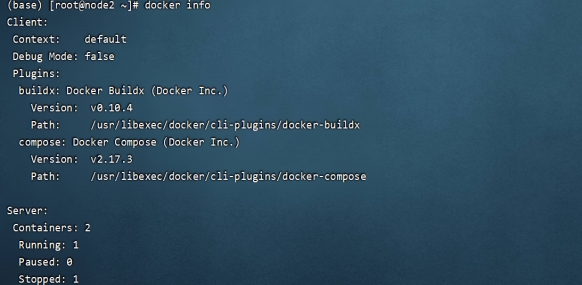 (base) [root@node2 ~]# docker info
Client:
 Context:    default
 Debug Mode: false
 Plugins:
  buildx: Docker Buildx (Docker Inc.)
    Version:  v0.10.4
    Path:     /usr/libexec/docker/cli-plugins/docker-buildx
  compose: Docker Compose (Docker Inc.)
    Version:  v2.17.3
    Path:     /usr/libexec/docker/cli-plugins/docker-compose

Server:
 Containers: 2
  Running: 1
  Paused: 0
  Stopped: 1